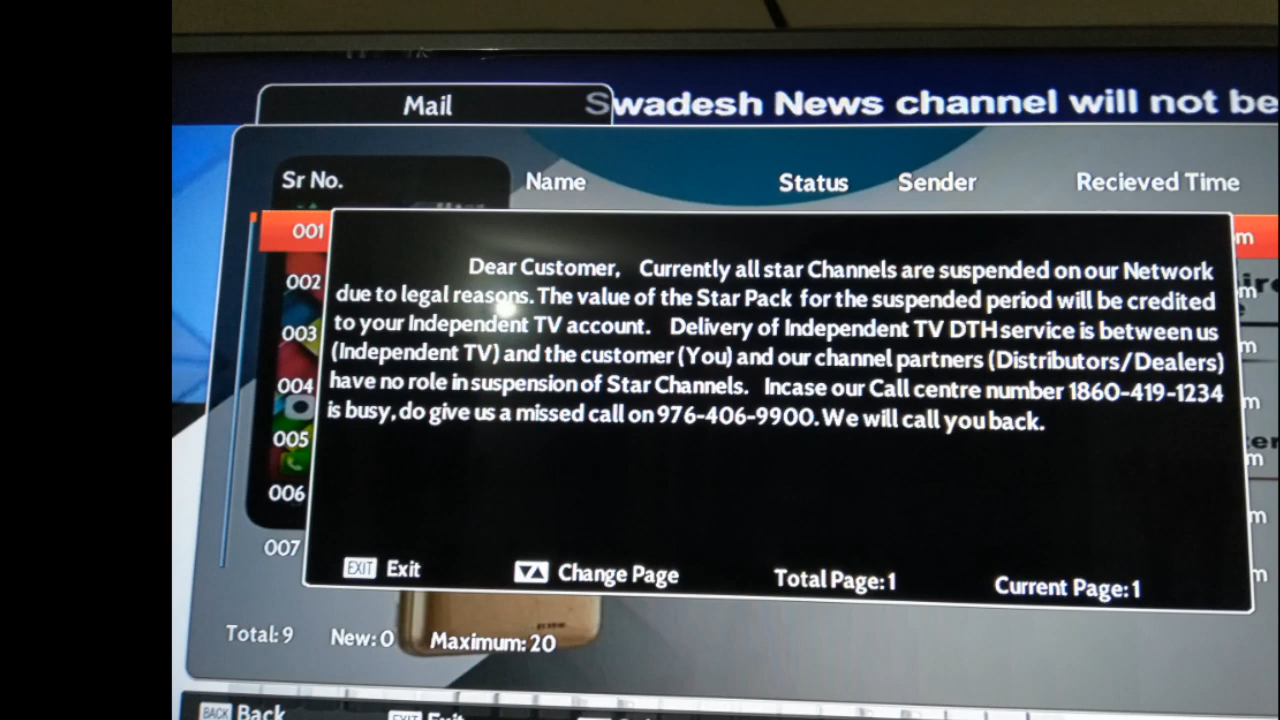 Mail
Swadesh News channel will not be
Sr No. Name Status Sender Recieved Time
001
002
003
004
005
006
007
Dear Customer, Currently all star Channels are suspended on our Network
due to legal reasons. The value of the Star Pack for the suspended period will be credited
to your Independent TV account. Delivery of Independent TV DTH service is between us
(Independent TV) and the customer (You) and our channel partners (Distributors/Dealers)
have no role in suspension of Star Channels. Incase our Call centre number 1860-419-1234
is busy, do give us a missed call on 976-406-9900. We will call you back.
EXIT Exit Change Page Total Page:1 Current Page:1
Total: 9 New: 0 Maximum: 20
BACK Back EXIT Exit